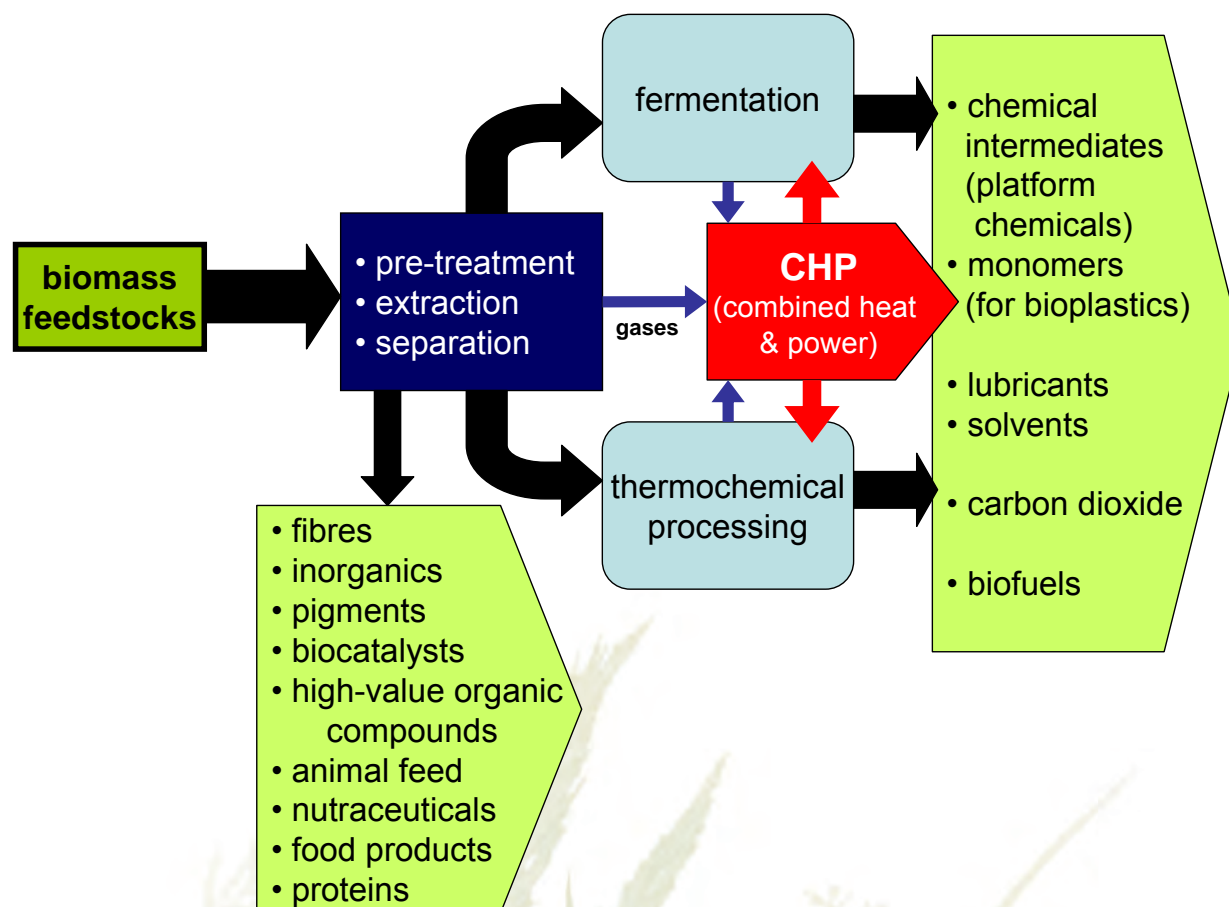 biomass
feedstocks
• pre-treatment
• extraction
• separation
gases
fermentation
CHP
(combined heat
& power)
thermochemical
processing
• fibres
• inorganics
• pigments
• biocatalysts
• high-value organic
compounds
• animal feed
• nutraceuticals
• food products
• proteins
• chemical
intermediates
(platform
chemicals)
• monomers
(for bioplastics)
• lubricants
• solvents
• carbon dioxide
• biofuels